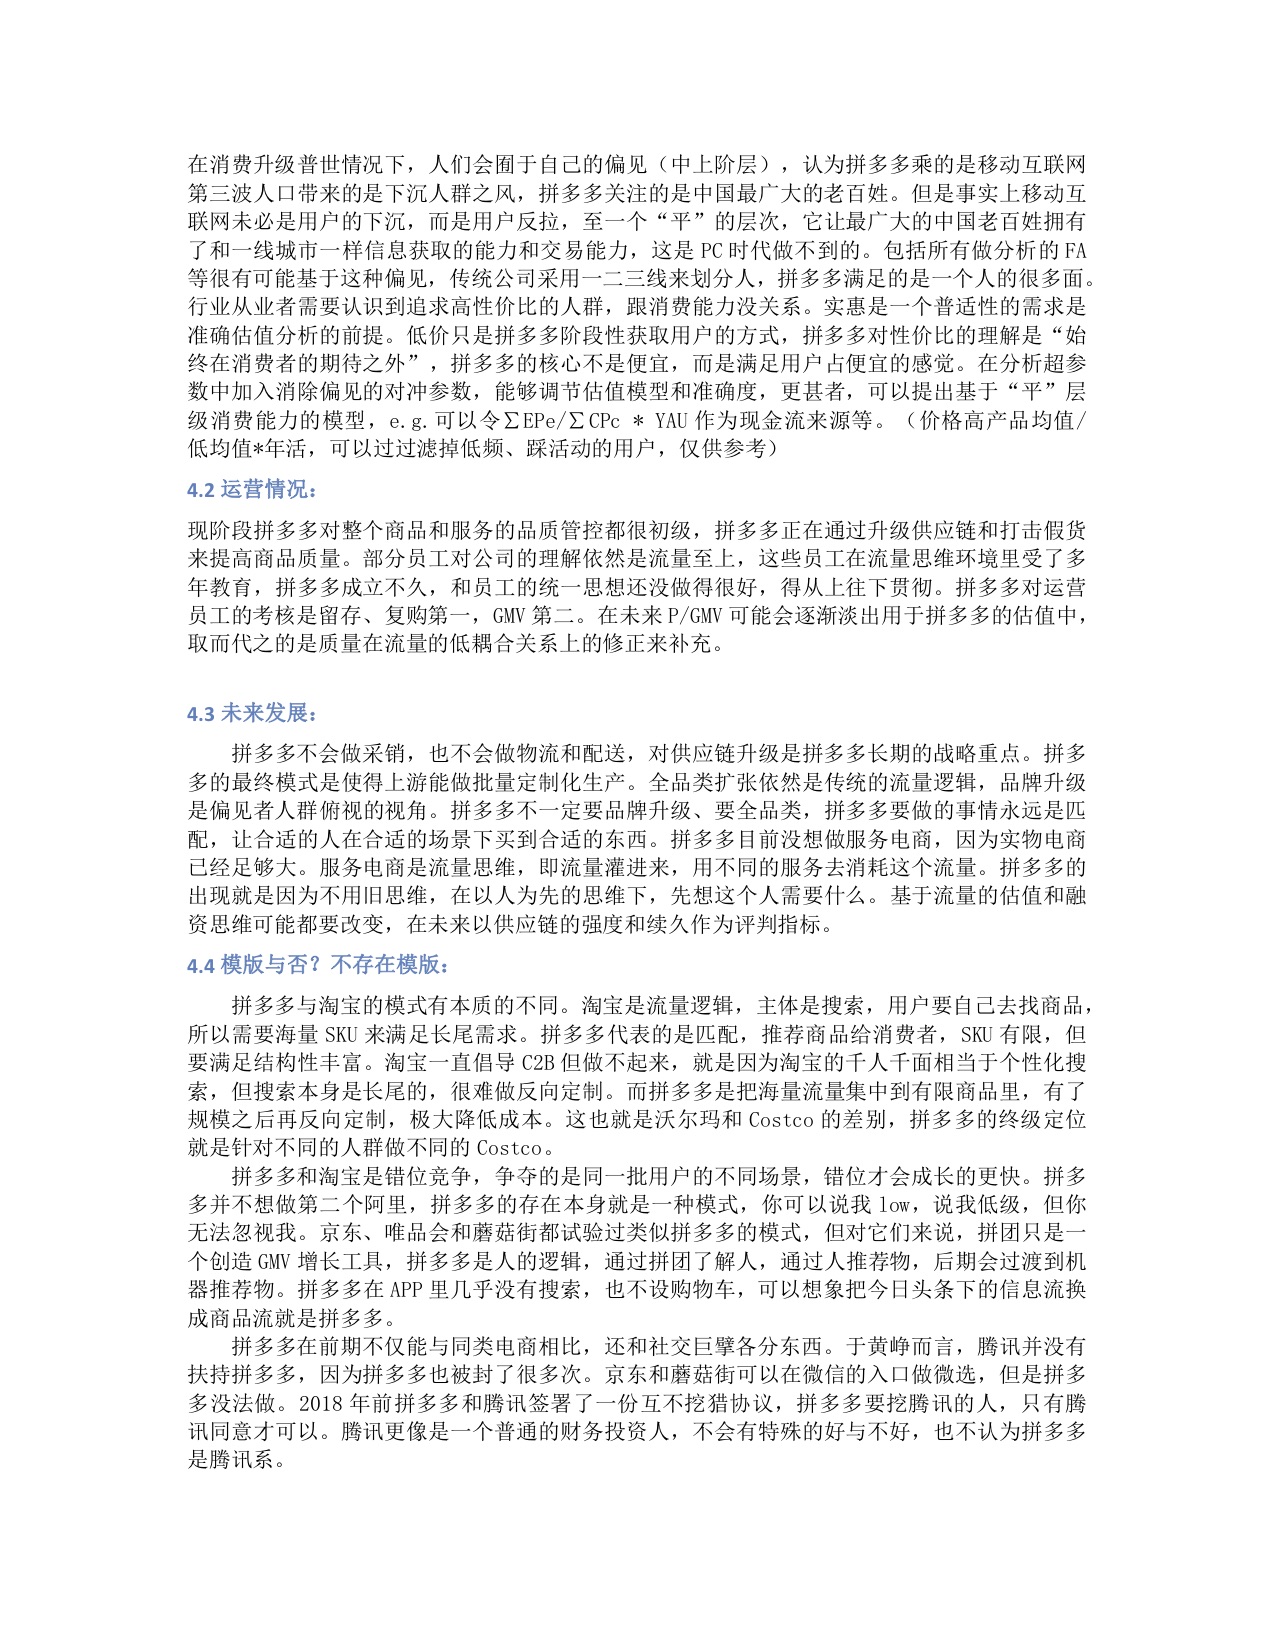 在消费升级普世情况下，人们会囿于自己的偏见（中上阶层），认为拼多多乘的是移动互联网
第三波人口带来的是下沉人群之风，拼多多关注的是中国最广大的老百姓。但是事实上移动互
联网未必是用户的下沉，而是用户反拉，至一个“平”的层次，它让最广大的中国老百姓拥有
了和一线城市一样信息获取的能力和交易能力，这是 PC 时代做不到的。包括所有做分析的 FA
等很有可能基于这种偏见，传统公司采用一二三线来划分人，拼多多满足的是一个人的很多面。
行业从业者需要认识到追求高性价比的人群，跟消费能力没关系。实惠是一个普适性的需求是
准确估值分析的前提。低价只是拼多多阶段性获取用户的方式，拼多多对性价比的理解是“始
终在消费者的期待之外”，拼多多的核心不是便宜，而是满足用户占便宜的感觉。在分析超参
数中加入消除偏见的对冲参数，能够调节估值模型和准确度，更甚者，可以提出基于“平”层
级消费能力的模型，e.g.可以令∑EPe/∑CPc * YAU 作为现金流来源等。（价格高产品均值/
低均值*年活，可以过过滤掉低频、踩活动的用户，仅供参考）
4.2 运营情况：
现阶段拼多多对整个商品和服务的品质管控都很初级，拼多多正在通过升级供应链和打击假货
来提高商品质量。部分员工对公司的理解依然是流量至上，这些员工在流量思维环境里受了多
年教育，拼多多成立不久，和员工的统一思想还没做得很好，得从上往下贯彻。拼多多对运营
员工的考核是留存、复购第一，GMV 第二。在未来 P/GMV 可能会逐渐淡出用于拼多多的估值中，
取而代之的是质量在流量的低耦合关系上的修正来补充。
4.3 未来发展：
拼多多不会做采销，也不会做物流和配送，对供应链升级是拼多多长期的战略重点。拼多
多的最终模式是使得上游能做批量定制化生产。全品类扩张依然是传统的流量逻辑，品牌升级
是偏见者人群俯视的视角。拼多多不一定要品牌升级、要全品类，拼多多要做的事情永远是匹
配，让合适的人在合适的场景下买到合适的东西。拼多多目前没想做服务电商，因为实物电商
已经足够大。服务电商是流量思维，即流量灌进来，用不同的服务去消耗这个流量。拼多多的
出现就是因为不用旧思维，在以人为先的思维下，先想这个人需要什么。基于流量的估值和融
资思维可能都要改变，在未来以供应链的强度和续久作为评判指标。
4.4 模版与否？不存在模版：
拼多多与淘宝的模式有本质的不同。淘宝是流量逻辑，主体是搜索，用户要自己去找商品，
所以需要海量 SKU 来满足长尾需求。拼多多代表的是匹配，推荐商品给消费者，SKU 有限，但
要满足结构性丰富。淘宝一直倡导 C2B 但做不起来，就是因为淘宝的千人千面相当于个性化搜
索，但搜索本身是长尾的，很难做反向定制。而拼多多是把海量流量集中到有限商品里，有了
规模之后再反向定制，极大降低成本。这也就是沃尔玛和 Costco 的差别，拼多多的终级定位
就是针对不同的人群做不同的 Costco。
拼多多和淘宝是错位竞争，争夺的是同一批用户的不同场景，错位才会成长的更快。拼多
多并不想做第二个阿里，拼多多的存在本身就是一种模式，你可以说我 low，说我低级，但你
无法忽视我。京东、唯品会和蘑菇街都试验过类似拼多多的模式，但对它们来说，拼团只是一
个创造 GMV 增长工具，拼多多是人的逻辑，通过拼团了解人，通过人推荐物，后期会过渡到机
器推荐物。拼多多在 APP 里几乎没有搜索，也不设购物车，可以想象把今日头条下的信息流换
成商品流就是拼多多。
拼多多在前期不仅能与同类电商相比，还和社交巨擘各分东西。于黄峥而言，腾讯并没有
扶持拼多多，因为拼多多也被封了很多次。京东和蘑菇街可以在微信的入口做微选，但是拼多
多没法做。2018 年前拼多多和腾讯签署了一份互不挖猎协议，拼多多要挖腾讯的人，只有腾
讯同意才可以。腾讯更像是一个普通的财务投资人，不会有特殊的好与不好，也不认为拼多多
是腾讯系。